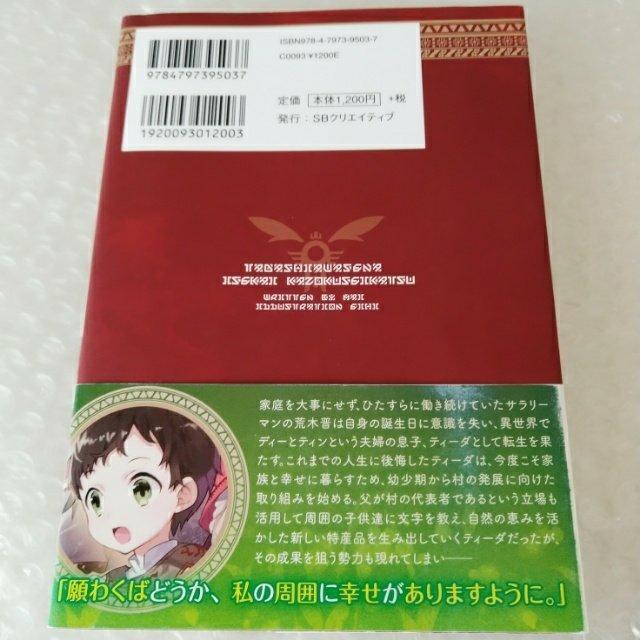 ISBN978-4-7973-9503-7
C0093 ¥1200E
9784797395037
定価 本体1,200円 +税
発行:SBクリエイティブ
1920093012003
TADASHIAWASENA
ISEKAI KAZOKUSEIKATSU
WRITTEN BY
ILLUSTRATION
家庭を大事にせず、ひたすらに働き続けていたサラリー
マンの荒木晋は自身の誕生日に意識を失い、異世界で
ディーとティンという夫婦の息子、ティーダとして転生を果
たす。これまでの人生に後悔したティーダは、今度こそ家
族と幸せに暮らすため、幼少期から村の発展に向けた
取り組みを始める。父が村の代表者であるという立場も
活用して周囲の子供達に文字を教え、自然の恵みを活
かした新しい特産品を生み出していくティーダだったが、
その成果を狙う勢力も現れてしまい――
「願わくばどうか、私の周囲に幸せがありますように。」